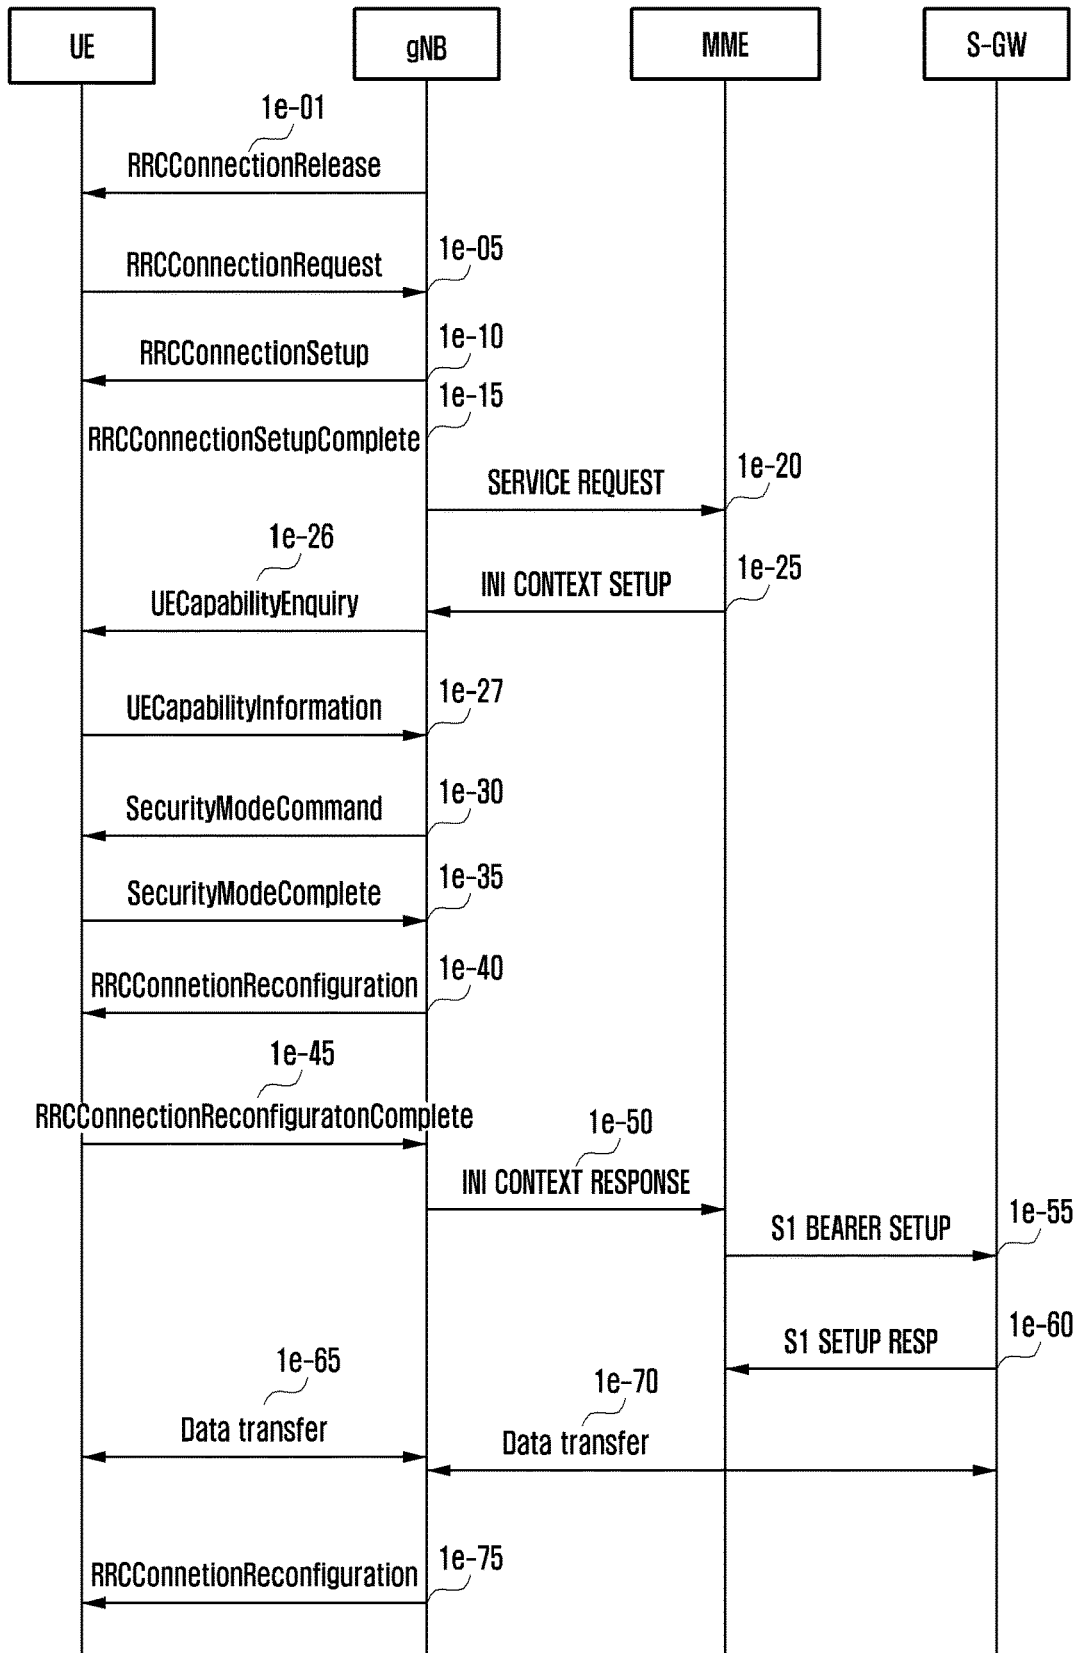 UE
gNB
MME
S-GW
1e-01
RRCConnectionRelease
1e-05
RRCConnectionRequest
1e-10
RRCConnectionSetup
1e-15
RRCConnectionSetupComplete
1e-20
SERVICE REQUEST
1e-26
1e-25
INI CONTEXT SETUP
UECapabilityEnquiry
1e-27
UECapabilityInformation
1e-30
SecurityModeCommand
1e-35
SecurityModeComplete
1e-40
RRCConnetionReconfiguration
1e-45
RRCConnectionReconfiguratonComplete
1e-50
INI CONTEXT RESPONSE
1e-55
S1 BEARER SETUP
1e-60
S1 SETUP RESP
1e-65
1e-70
Data transfer
Data transfer
1e-75
RRCConnetionReconfiguration